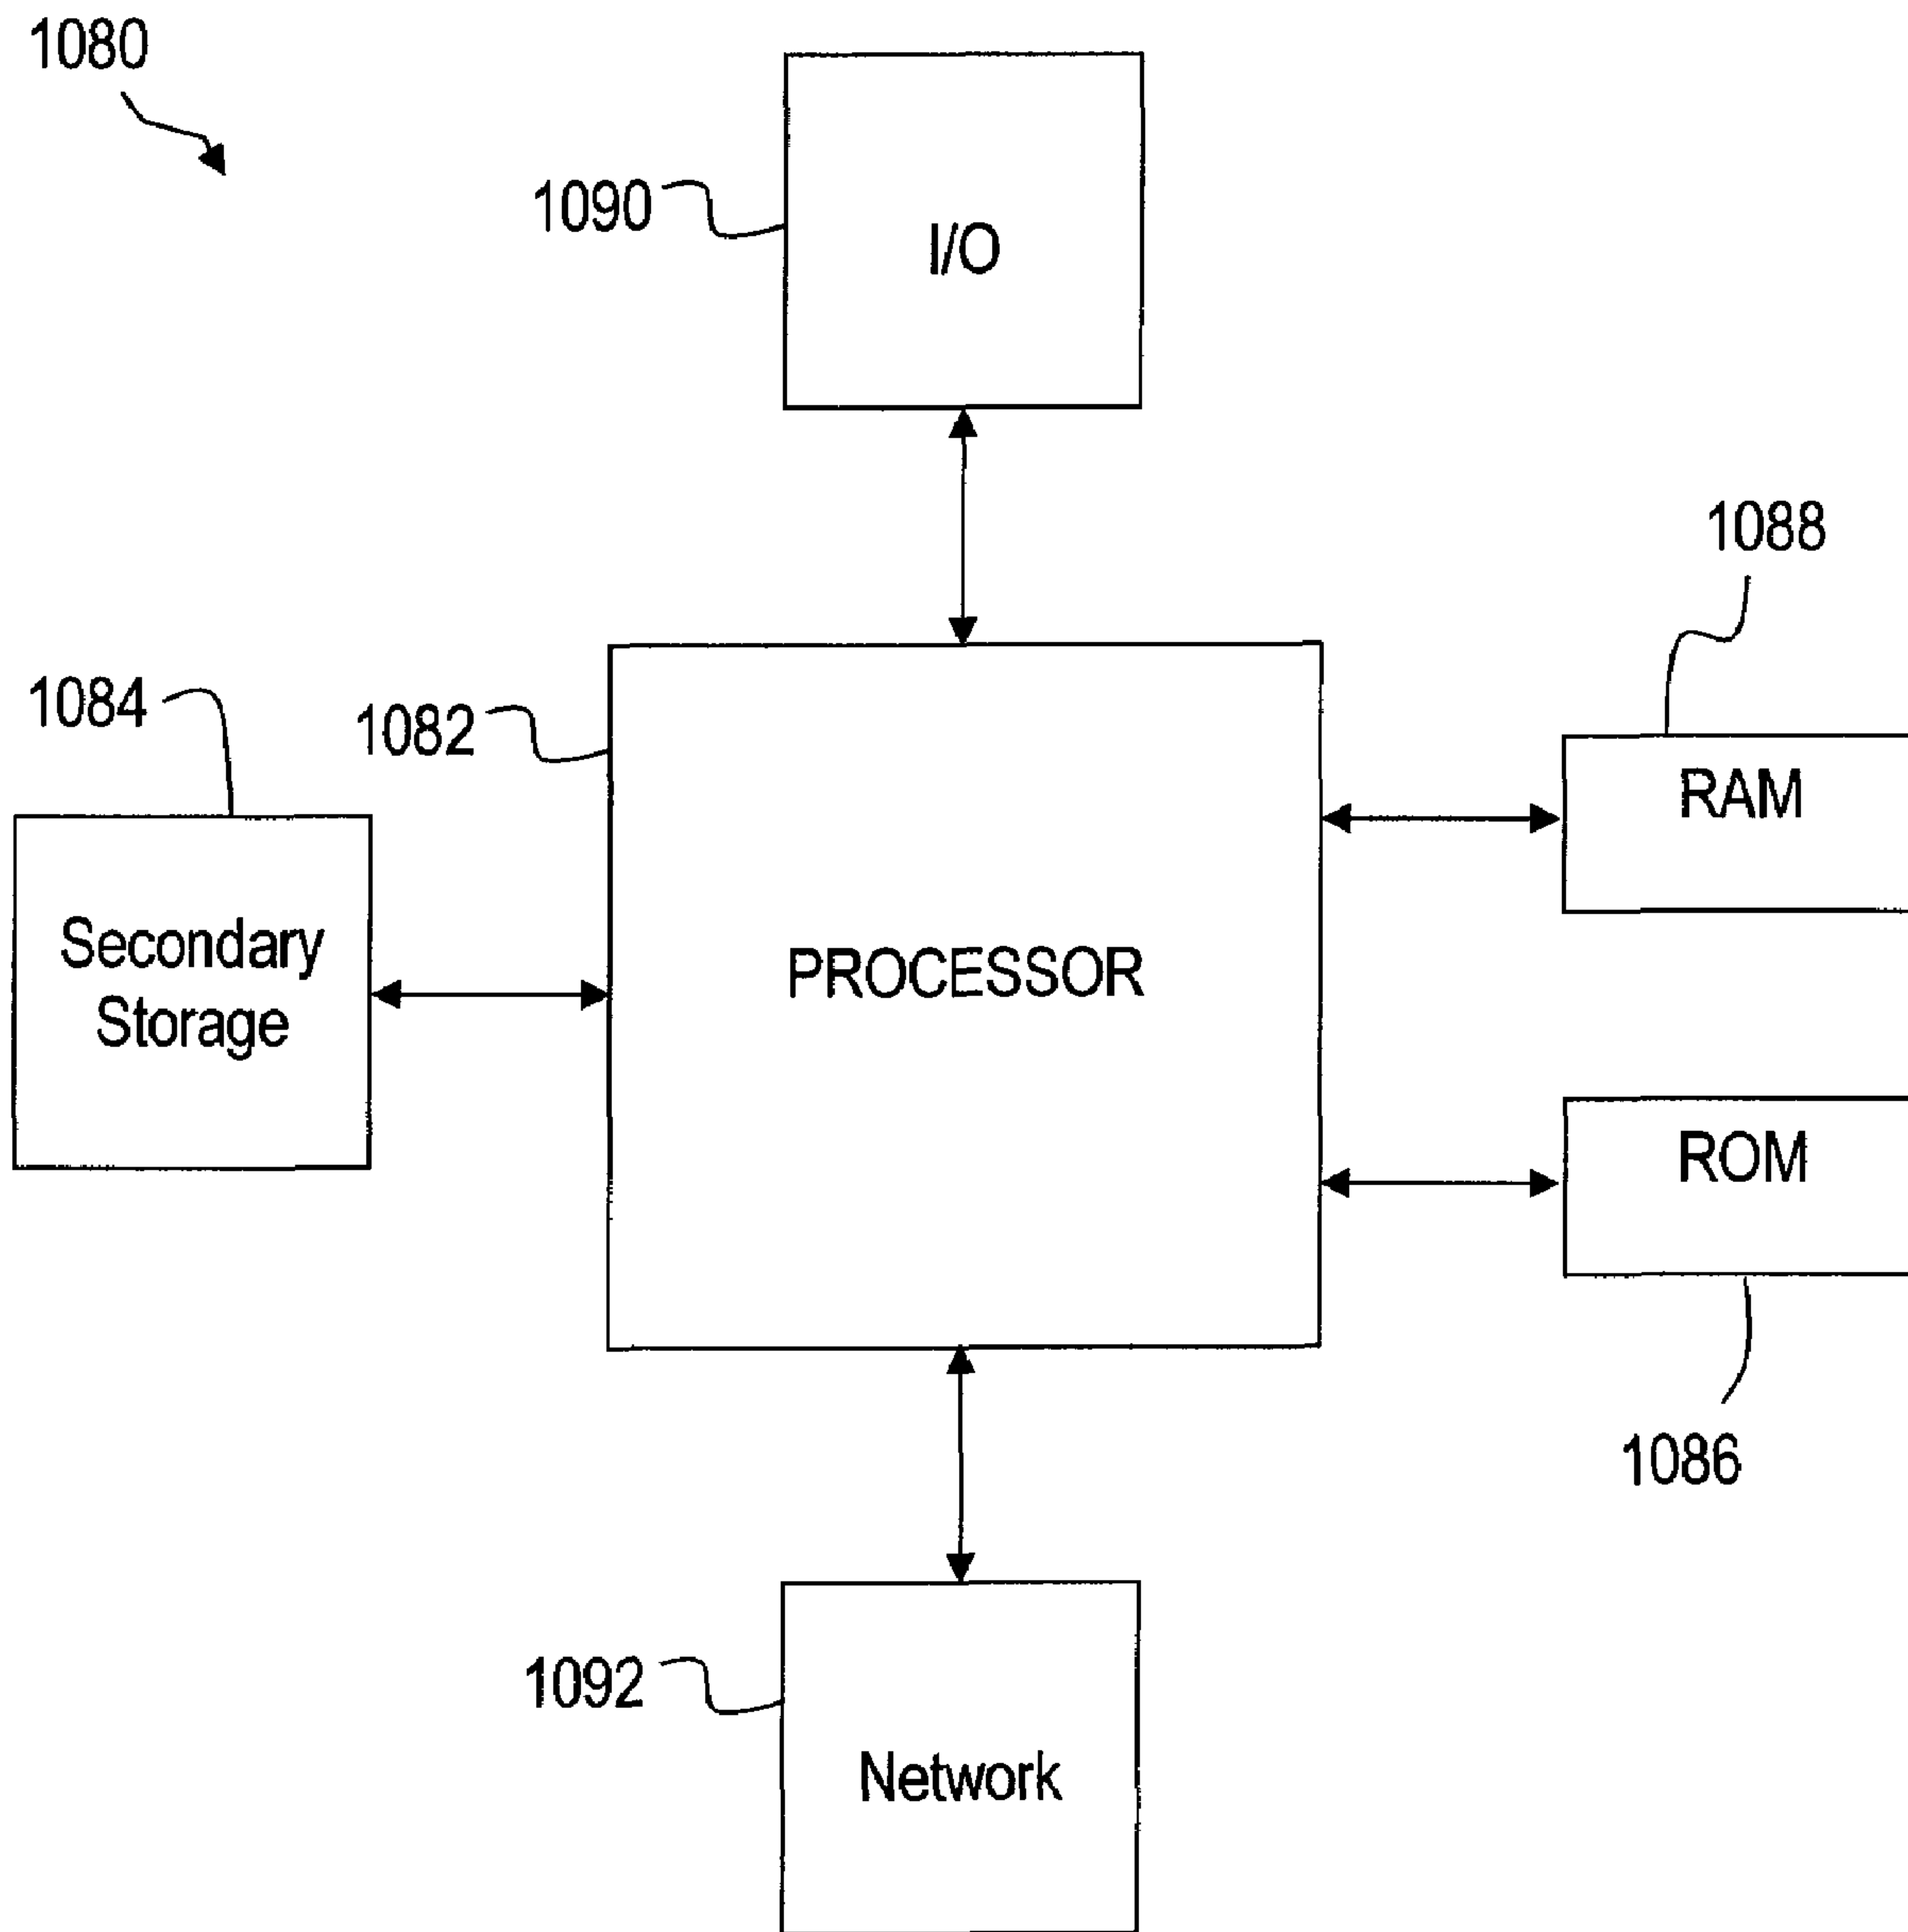 1080
1090
I/O
1088
1084
1082
RAM
Secondary
Storage
PROCESSOR
ROM
1086
1092
Network